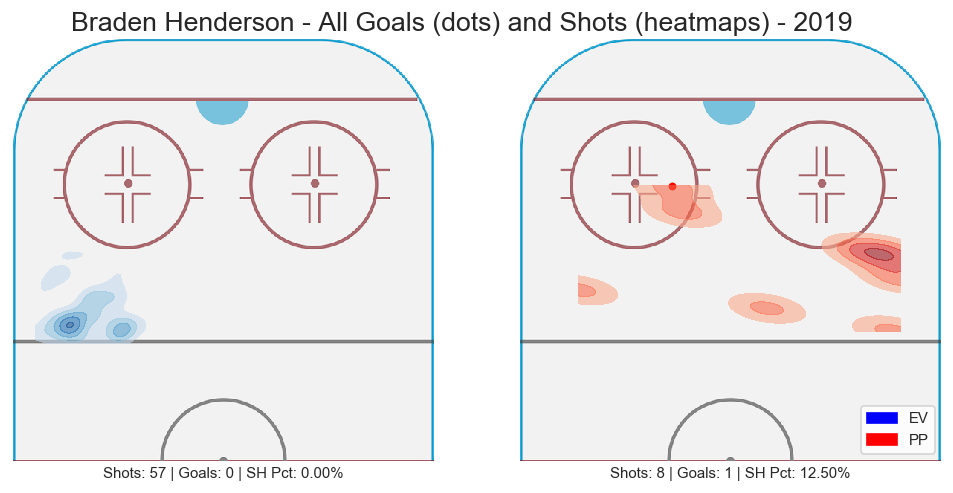 Braden Henderson - All Goals (dots) and Shots (heatmaps) - 2019
EV
PP
Shots: 57 | Goals: 0 | SH Pct: 0.00%
Shots: 8 | Goals: 1 | SH Pct: 12.50%